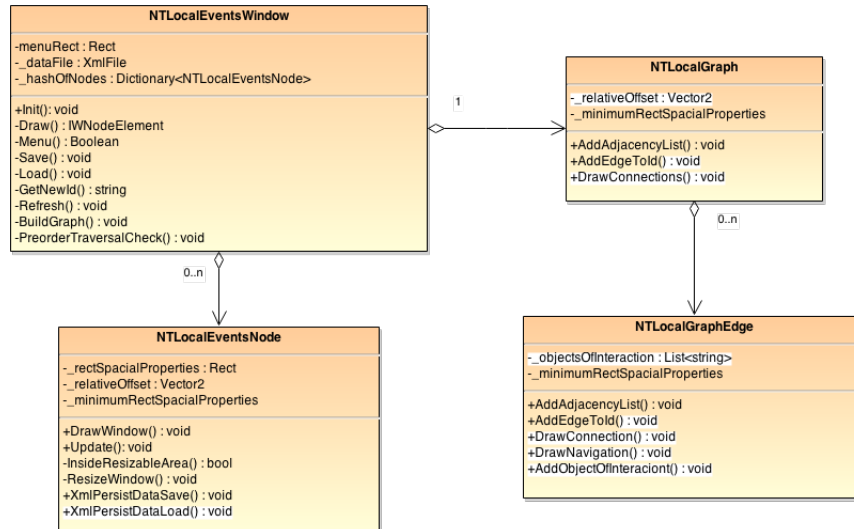 NTLocalEventsWindow
-menuRect : Rect
-_dataFile : XmlFile
-_hashOfNodes : Dictionary<NTLocalEventsNode>
+Init(): void
-Draw() : IWNodeElement
-Menu() : Boolean
-Save() : void
-Load() : void
-GetNewId() : string
-Refresh() : void
-BuildGraph() : void
-PreorderTraversalCheck() : void
1
NTLocalGraph
-_relativeOffset : Vector2
-_minimumRectSpacialProperties
+AddAdjacencyList() : void
+AddEdgeToId() : void
+DrawConnections() : void
0..n
0..n
NTLocalEventsNode
-_rectSpacialProperties : Rect
-_relativeOffset : Vector2
-_minimumRectSpacialProperties
+DrawWindow() : void
+Update(): void
-InsideResizableArea() : bool
-ResizeWindow() : void
+XmlPersistDataSave() : void
+XmlPersistDataLoad() : void
NTLocalGraphEdge
-_objectsOfInteraction : List<string>
-_minimumRectSpacialProperties
+AddAdjacencyList() : void
+AddEdgeToId() : void
+DrawConnection() : void
+DrawNavigation() : void
+AddObjectOfInteraciont() : void